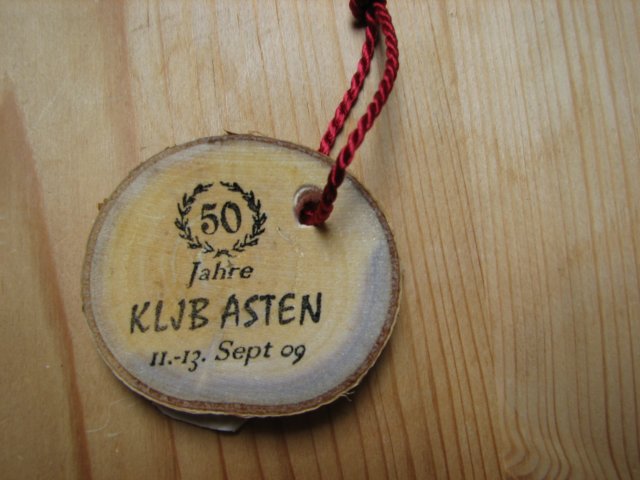 50
Jahre
KLJB ASTEN
11.-13. Sept 09